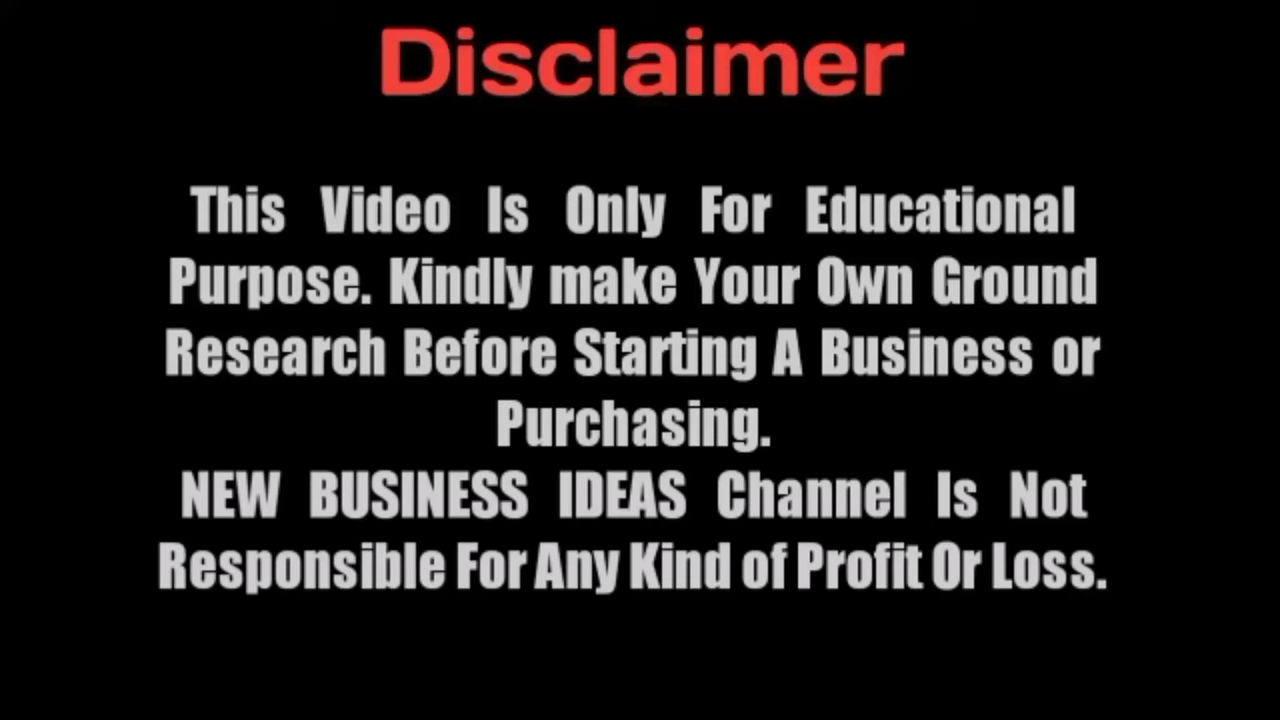 Disclaimer
This Video Is Only For Educational
Purpose. Kindly make Your Own Ground
Research Before Starting A Business or
Purchasing.
NEW BUSINESS IDEAS Channel Is Not
Responsible For Any Kind of Profit Or Loss.